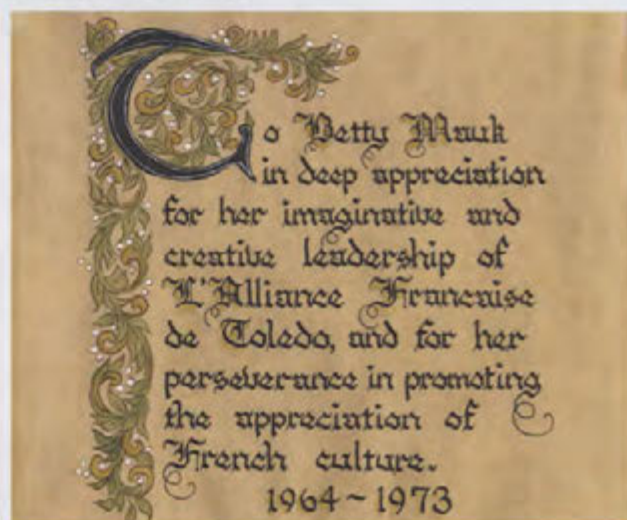 To Betty Mauk
in deep appreciation
for her imaginative and
creative leadership of
L'Alliance Francaise
de Toledo, and for her
perseverance in promoting
the appreciation of
French culture.
1964~1973